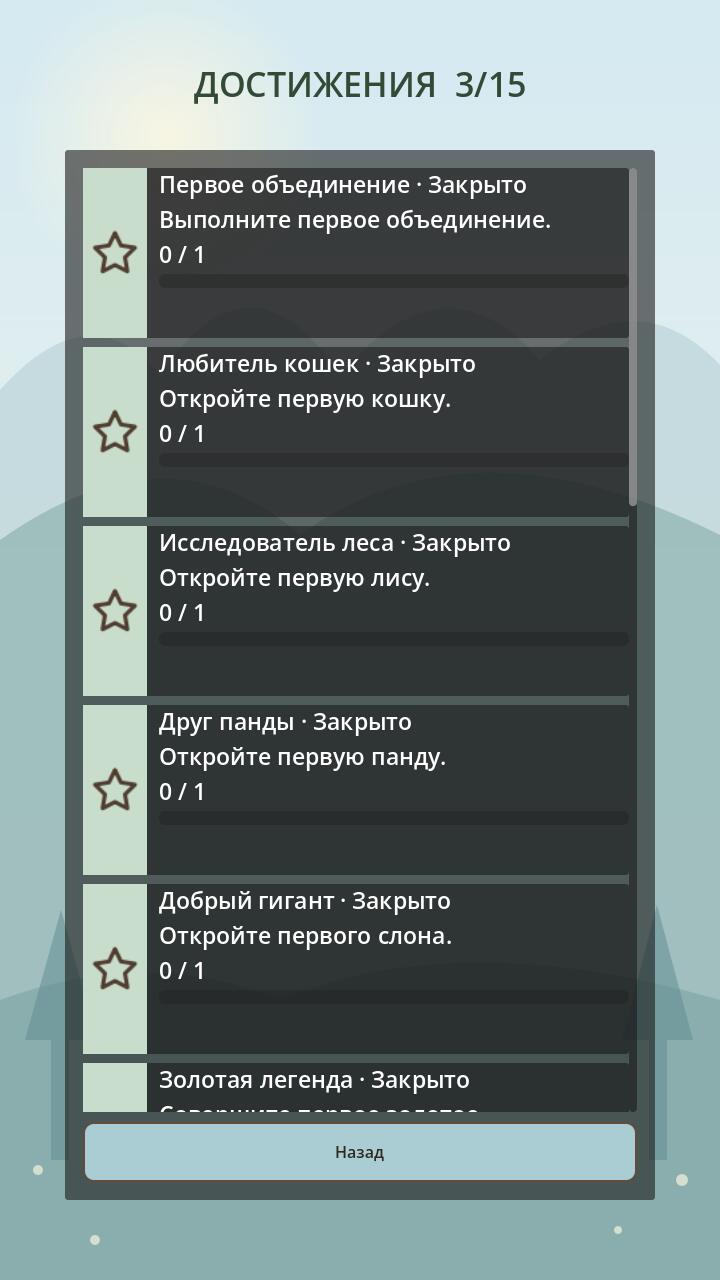 ДОСТИЖЕНИЯ 3/15
Первое объединение · Закрыто
Выполните первое объединение.
0 / 1
Любитель кошек · Закрыто
Откройте первую кошку.
0 / 1
Исследователь леса · Закрыто
Откройте первую лису.
0 / 1
Друг панды · Закрыто
Откройте первую панду.
0 / 1
Добрый гигант · Закрыто
Откройте первого слона.
0 / 1
Золотая легенда · Закрыто
Назад